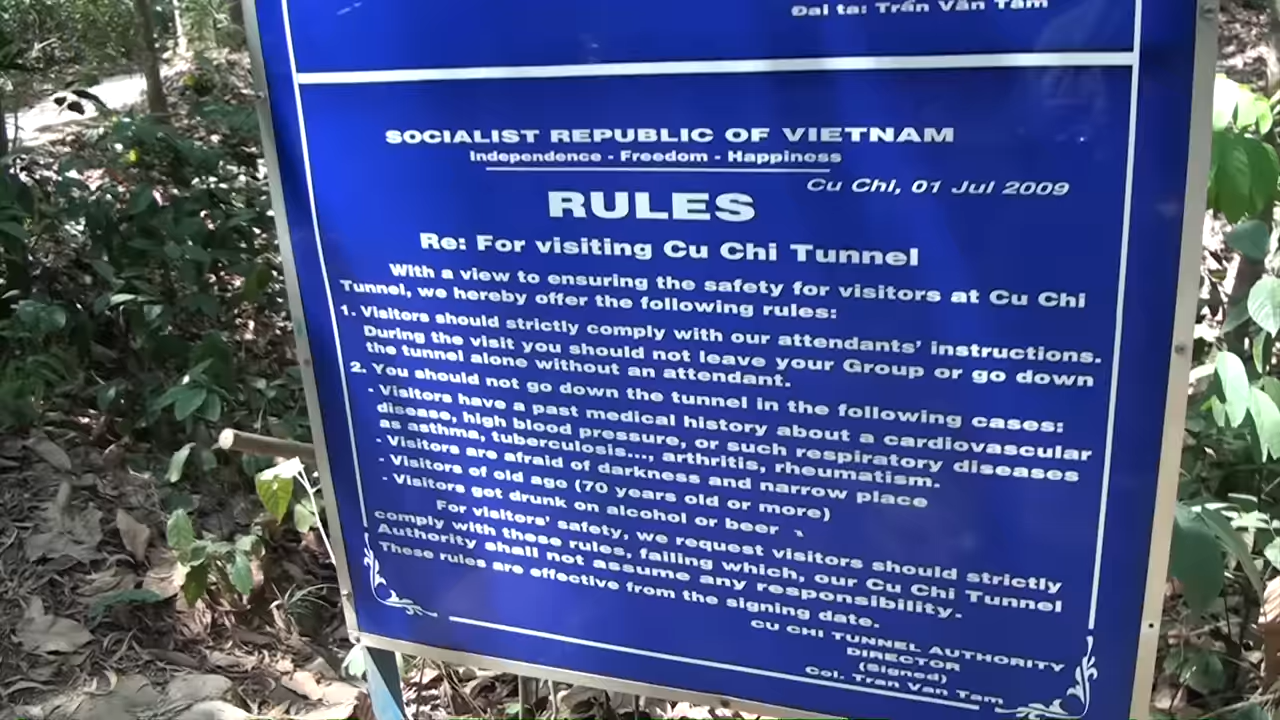 Đại tá: Trần Văn Tám
SOCIALIST REPUBLIC OF VIETNAM
Independence - Freedom - Happiness
Cu Chi, 01 Jul 2009
RULES
Re: For visiting Cu Chi Tunnel
With a view to ensuring the safety for visitors at Cu Chi
Tunnel, we hereby offer the following rules:
1. Visitors should strictly comply with our attendants' instructions.
During the visit you should not leave your Group or go down
the tunnel alone without an attendant.
2. You should not go down the tunnel in the following cases:
- Visitors have a past medical history about a cardiovascular
disease, high blood pressure, or such respiratory diseases
as asthma, tuberculosis..., arthritis, rheumatism.
- Visitors are afraid of darkness and narrow place
- Visitors of old ago (70 years old or more)
- Visitors got drunk on alcohol or beer
For visitors' safety, we request visitors should strictly
comply with these rules, failing which, our Cu Chi Tunnel
Authority shall not assume any responsibility.
These rules are effective from the signing date.
CU CHI TUNNEL AUTHORITY
DIRECTOR
(Signed)
Col. Tran Van Tam